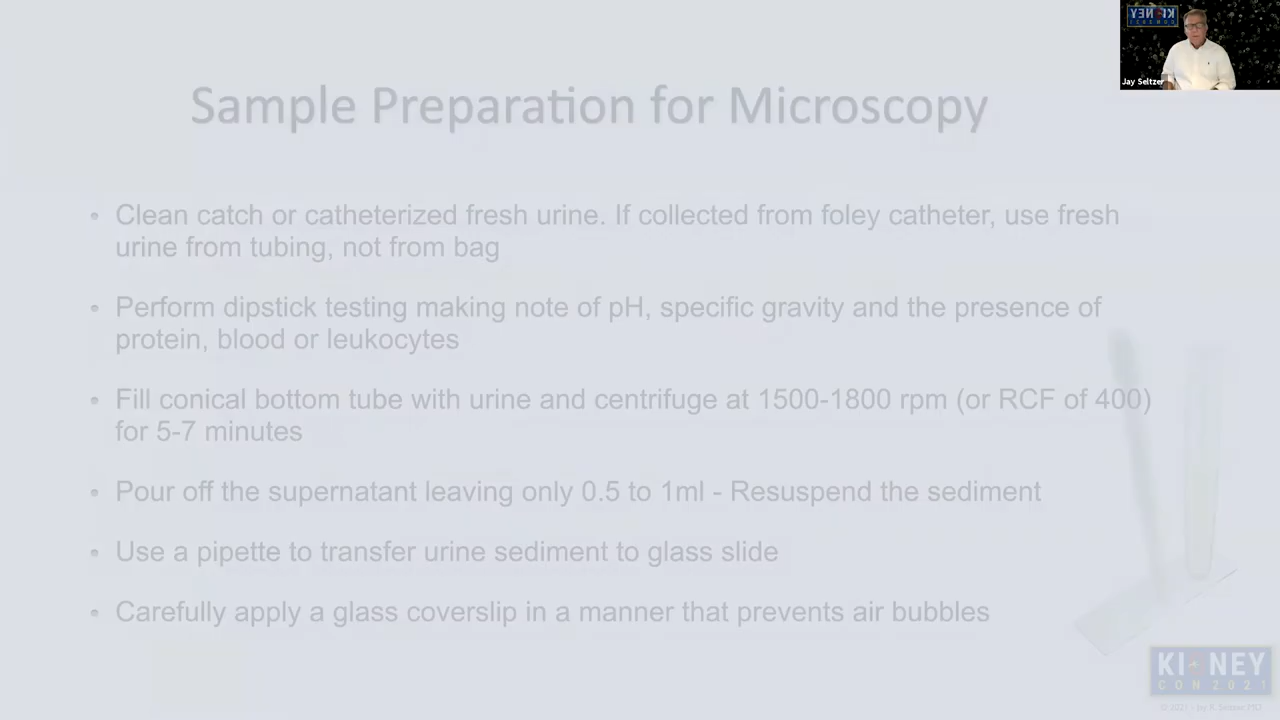 Jay Seltzer
Sample Preparation for Microscopy
• Clean catch or catheterized fresh urine. If collected from foley catheter, use fresh
urine from tubing, not from bag
• Perform dipstick testing making note of pH, specific gravity and the presence of
protein, blood or leukocytes
• Fill conical bottom tube with urine and centrifuge at 1500-1800 rpm (or RCF of 400)
for 5-7 minutes
• Pour off the supernatant leaving only 0.5 to 1ml - Resuspend the sediment
• Use a pipette to transfer urine sediment to glass slide
• Carefully apply a glass coverslip in a manner that prevents air bubbles
KIDNEY
CON 2021
© 2021 - Jay R. Seltzer MD